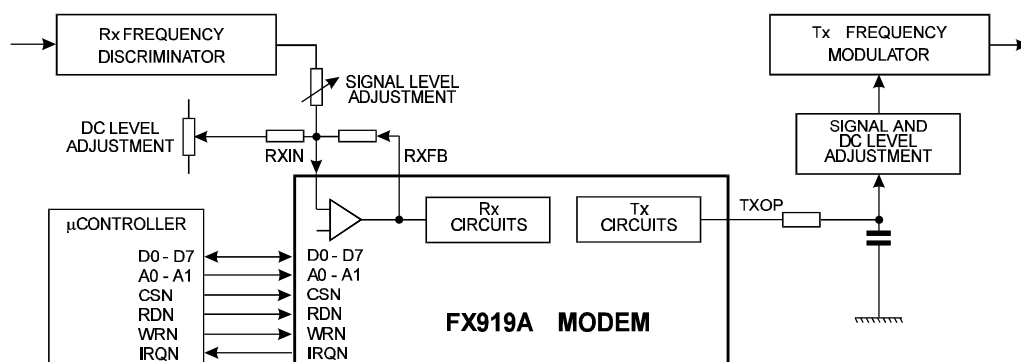 Rx FREQUENCY
DISCRIMINATOR
Tx FREQUENCY
MODULATOR
SIGNAL LEVEL
ADJUSTMENT
DC LEVEL
ADJUSTMENT
RXIN
RXFB
SIGNAL AND
DC LEVEL
ADJUSTMENT
µCONTROLLER
D0 - D7
A0 - A1
CSN
RDN
WRN
IRQN
D0 - D7
A0 - A1
CSN
RDN
WRN
IRQN
Rx
CIRCUITS
Tx
CIRCUITS
TXOP
FX919A MODEM